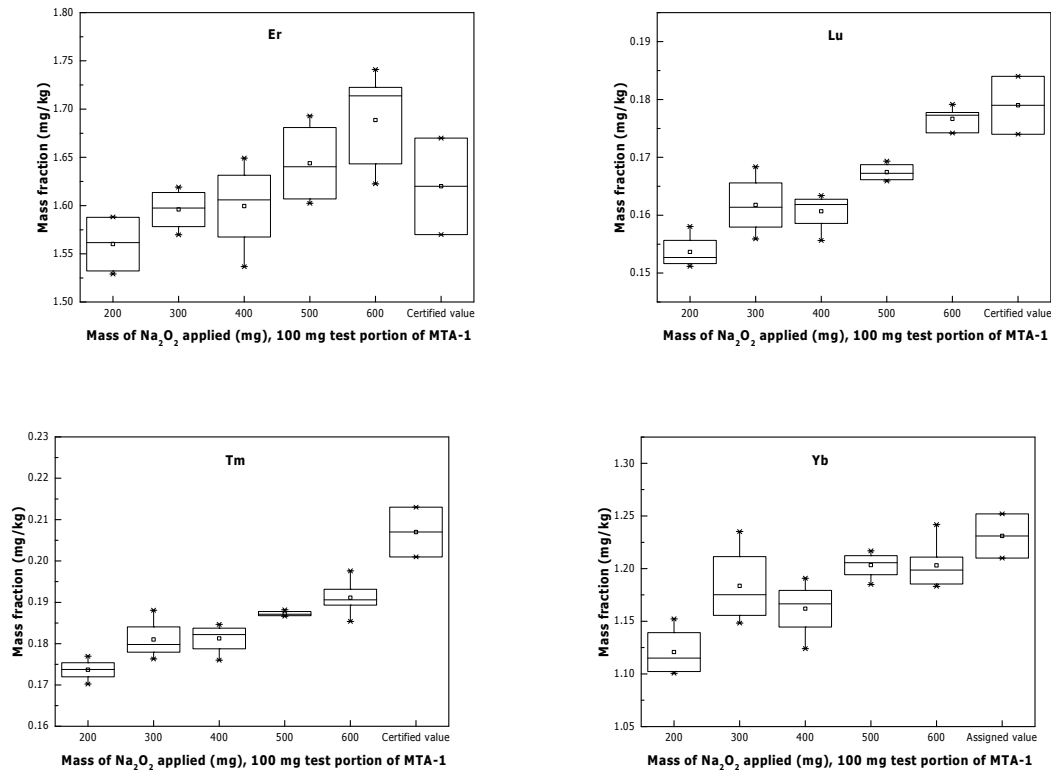 Er
Mass fraction (mg/kg)
1.80
1.75
1.70
1.65
1.60
1.55
1.50
200 300 400 500 600 Certified value
Mass of Na₂O₂ applied (mg), 100 mg test portion of MTA-1
Lu
Mass fraction (mg/kg)
0.19
0.18
0.17
0.16
0.15
200 300 400 500 600 Certified value
Mass of Na₂O₂ applied (mg), 100 mg test portion of MTA-1
Tm
Mass fraction (mg/kg)
0.23
0.22
0.21
0.20
0.19
0.18
0.17
0.16
200 300 400 500 600 Certified value
Mass of Na₂O₂ applied (mg), 100 mg test portion of MTA-1
Yb
Mass fraction (mg/kg)
1.30
1.25
1.20
1.15
1.10
1.05
200 300 400 500 600 Assigned value
Mass of Na₂O₂ applied (mg), 100 mg test portion of MTA-1